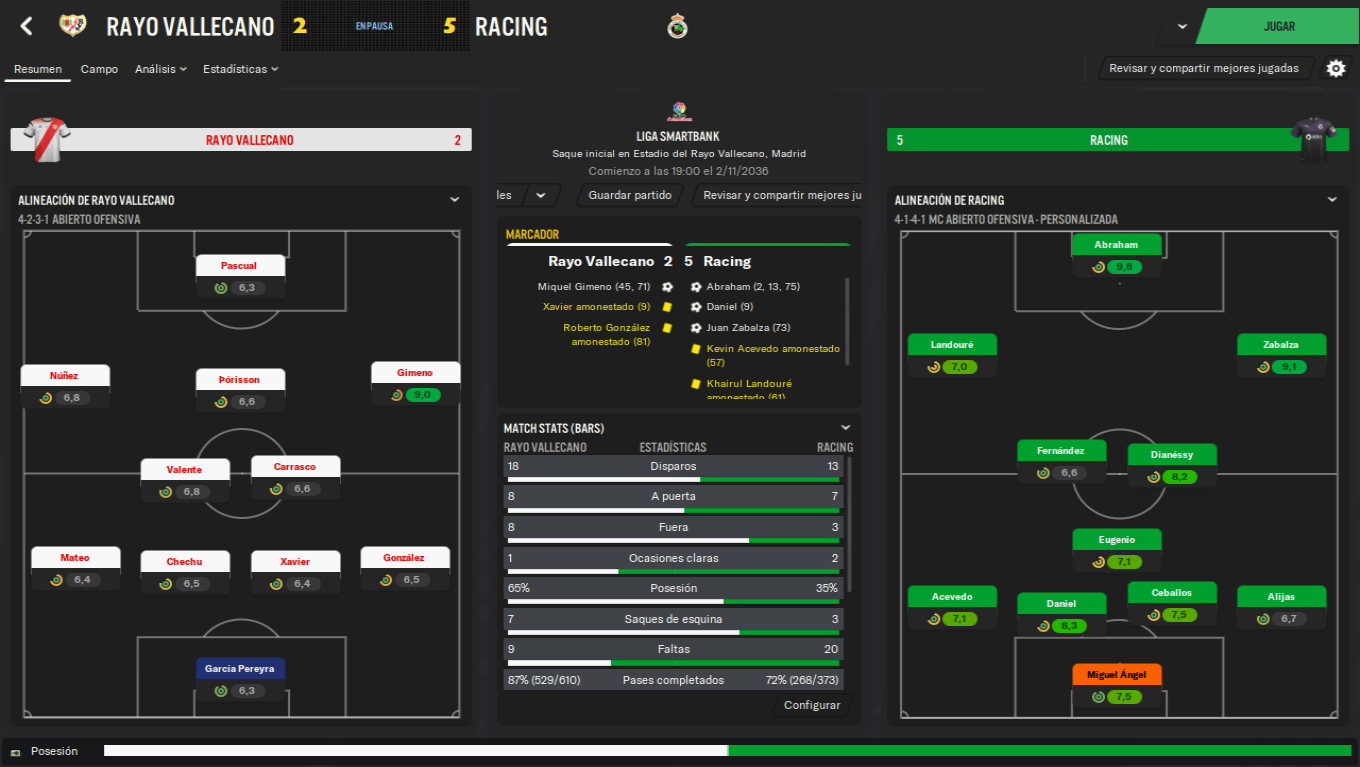 RAYO VALLECANO 2 EN PAUSA 5 RACING
JUGAR
Resumen Campo Análisis Estadísticas
Revisar y compartir mejores jugadas
RAYO VALLECANO 2
LIGA SMARTBANK
Saque inicial en Estadio del Rayo Vallecano, Madrid
Comienzo a las 19:00 el 2/11/2036
les Guardar partido Revisar y compartir mejores ju
5 RACING
ALINEACIÓN DE RAYO VALLECANO
4-2-3-1 ABIERTO OFENSIVA
Pascual
6,3
Núñez
6,8
Þórisson
6,6
Gimeno
9,0
Valente
6,8
Carrasco
6,6
Mateo
6,4
Chechu
6,5
Xavier
6,4
González
6,5
García Pereyra
6,3
MARCADOR
Rayo Vallecano 2 5 Racing
Miquel Gimeno (45, 71)
Xavier amonestado (9)
Roberto González
amonestado (81)
Abraham (2, 13, 75)
Daniel (9)
Juan Zabalza (73)
Kevin Acevedo amonestado
(57)
Khairul Landouré
amonestado (61)
MATCH STATS (BARS)
RAYO VALLECANO ESTADÍSTICAS RACING
18 Disparos 13
8 A puerta 7
8 Fuera 3
1 Ocasiones claras 2
65% Posesión 35%
7 Saques de esquina 3
9 Faltas 20
87% (529/610) Pases completados 72% (268/373)
Configurar
ALINEACIÓN DE RACING
4-1-4-1 MC ABIERTO OFENSIVA - PERSONALIZADA
Abraham
9,6
Landouré
7,0
Zabalza
9,1
Fernández
6,6
Dianéssy
8,2
Eugenio
7,1
Acevedo
7,1
Daniel
8,3
Ceballos
7,5
Alijas
6,7
Miguel Ángel
7,5
Posesión